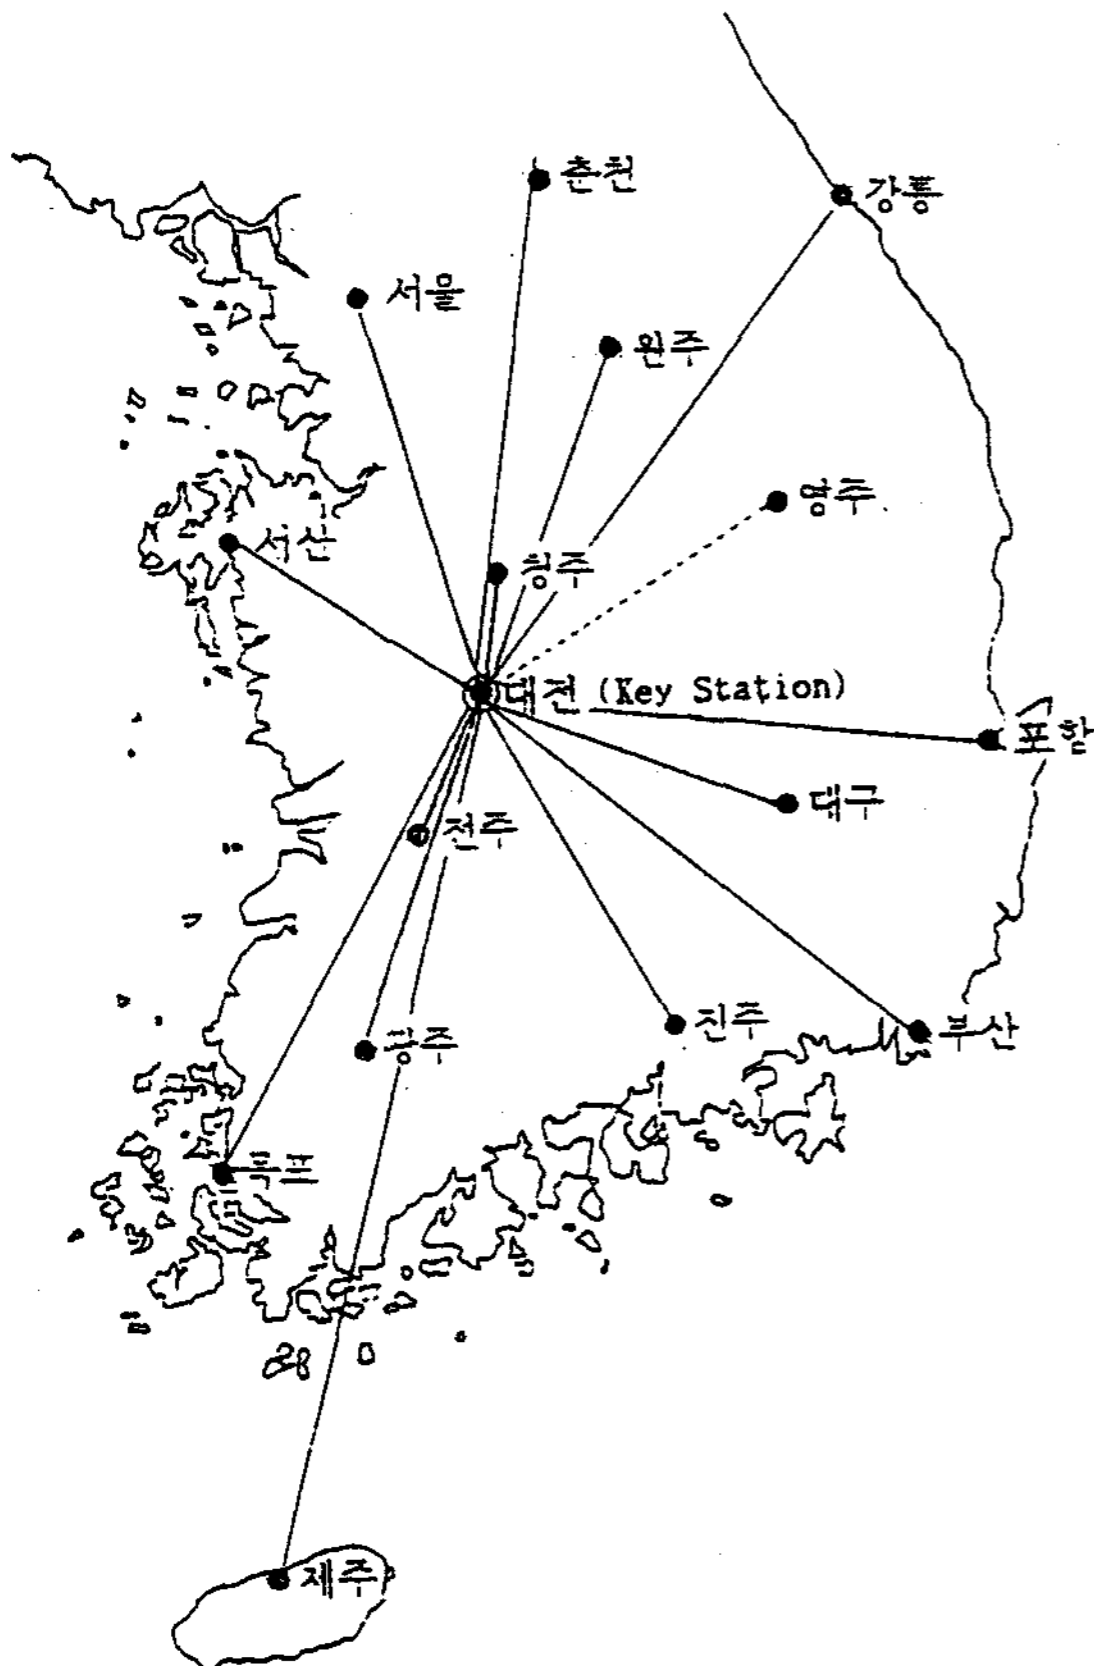 춘천
강릉
서울
원주
영주
서산
청주
대전 (Key Station)
포항
대구
전주
진주
부산
광주
목포
제주